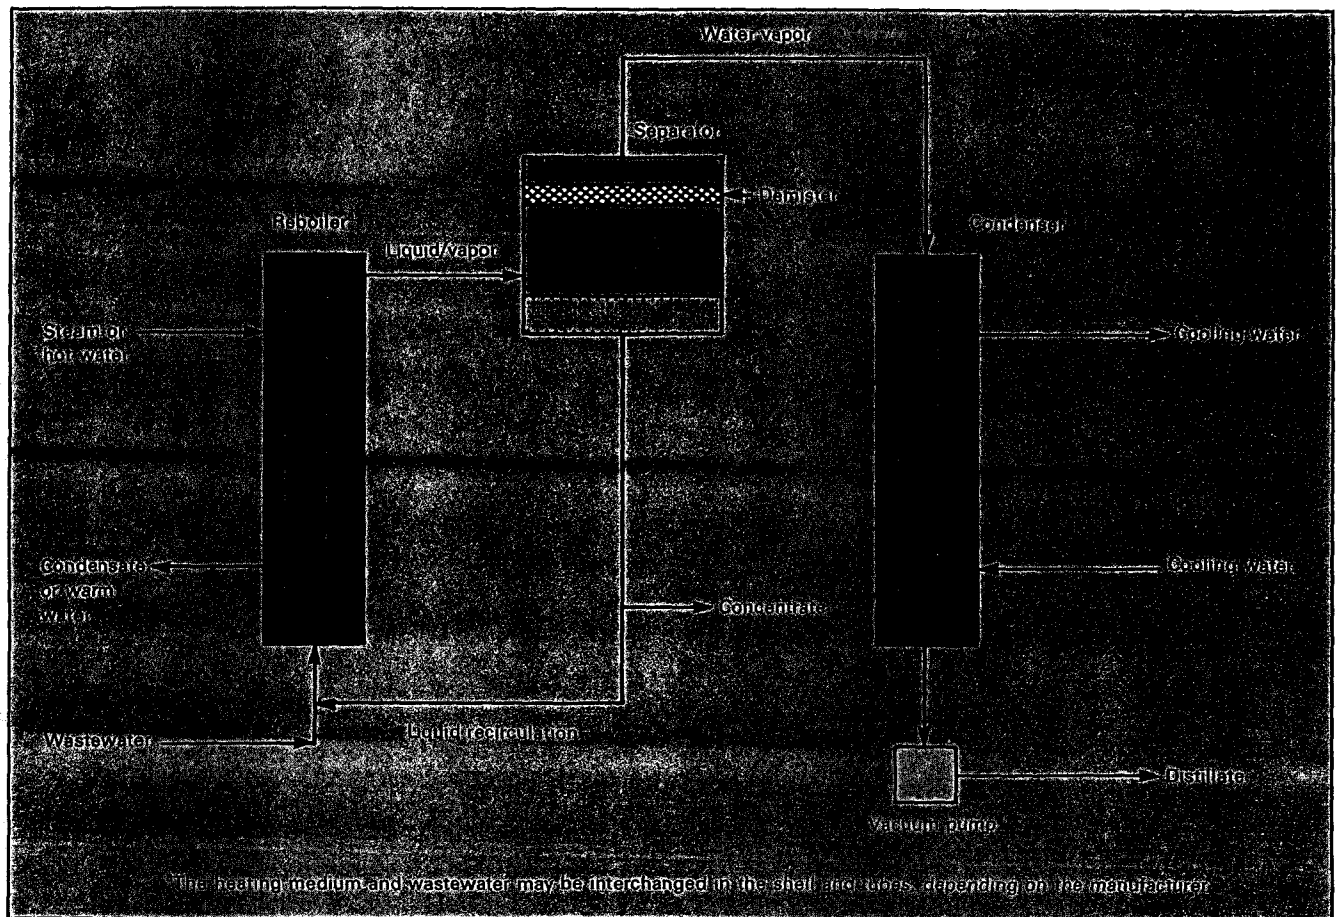 Water vapor
Separator
Demister
Reboiler
Condenser
Liquid/vapor
Steam or
hot water
Cooling water
Condensate
or warm
water
Cooling water
Concentrate
Liquid recirculation
Wastewater
Distillate
Vacuum pump
The heating medium and wastewater may be interchanged in the shell and tubes, depending on the manufacturer